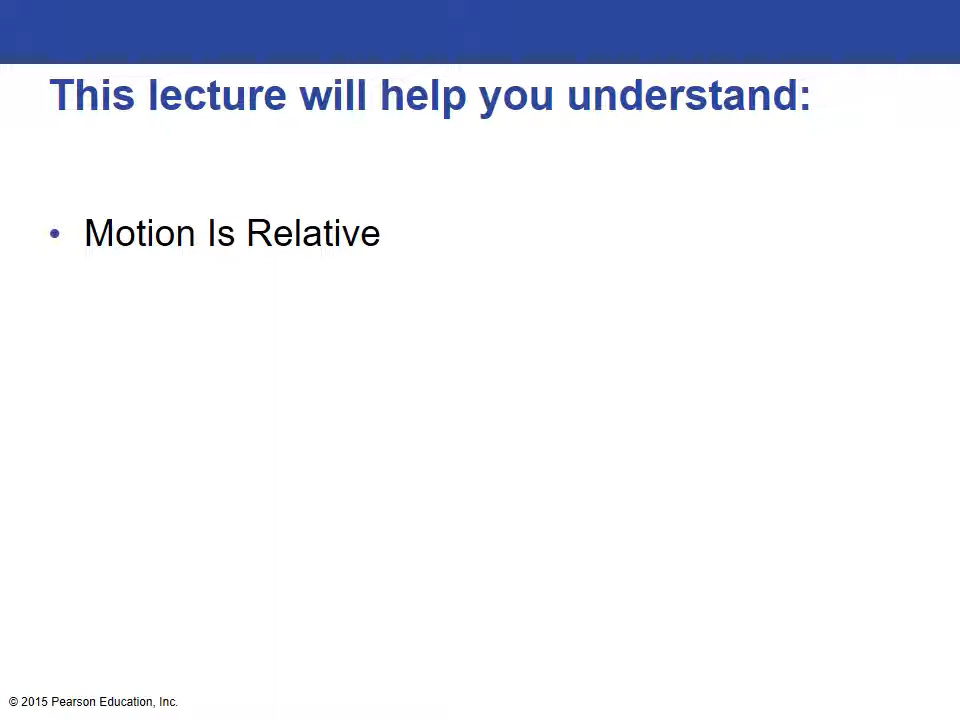 This lecture will help you understand:
• Motion Is Relative
© 2015 Pearson Education, Inc.